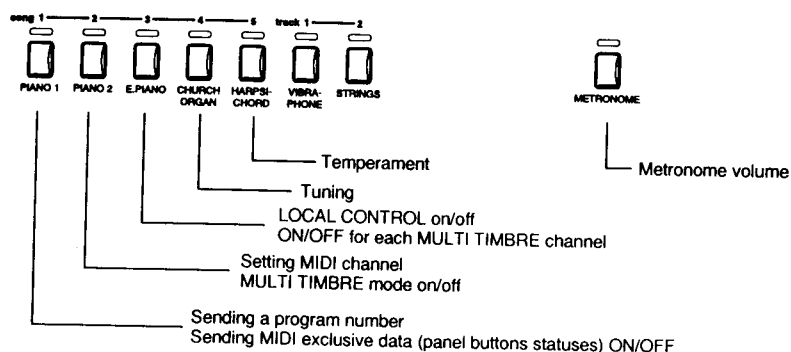 song 1 2 3 4 5 track 1 2
PIANO 1 PIANO 2 E.PIANO CHURCH ORGAN HARPSI-CHORD VIBRA-PHONE STRINGS METRONOME
Temperament
Metronome volume
Tuning
LOCAL CONTROL on/off
ON/OFF for each MULTI TIMBRE channel
Setting MIDI channel
MULTI TIMBRE mode on/off
Sending a program number
Sending MIDI exclusive data (panel buttons statuses) ON/OFF